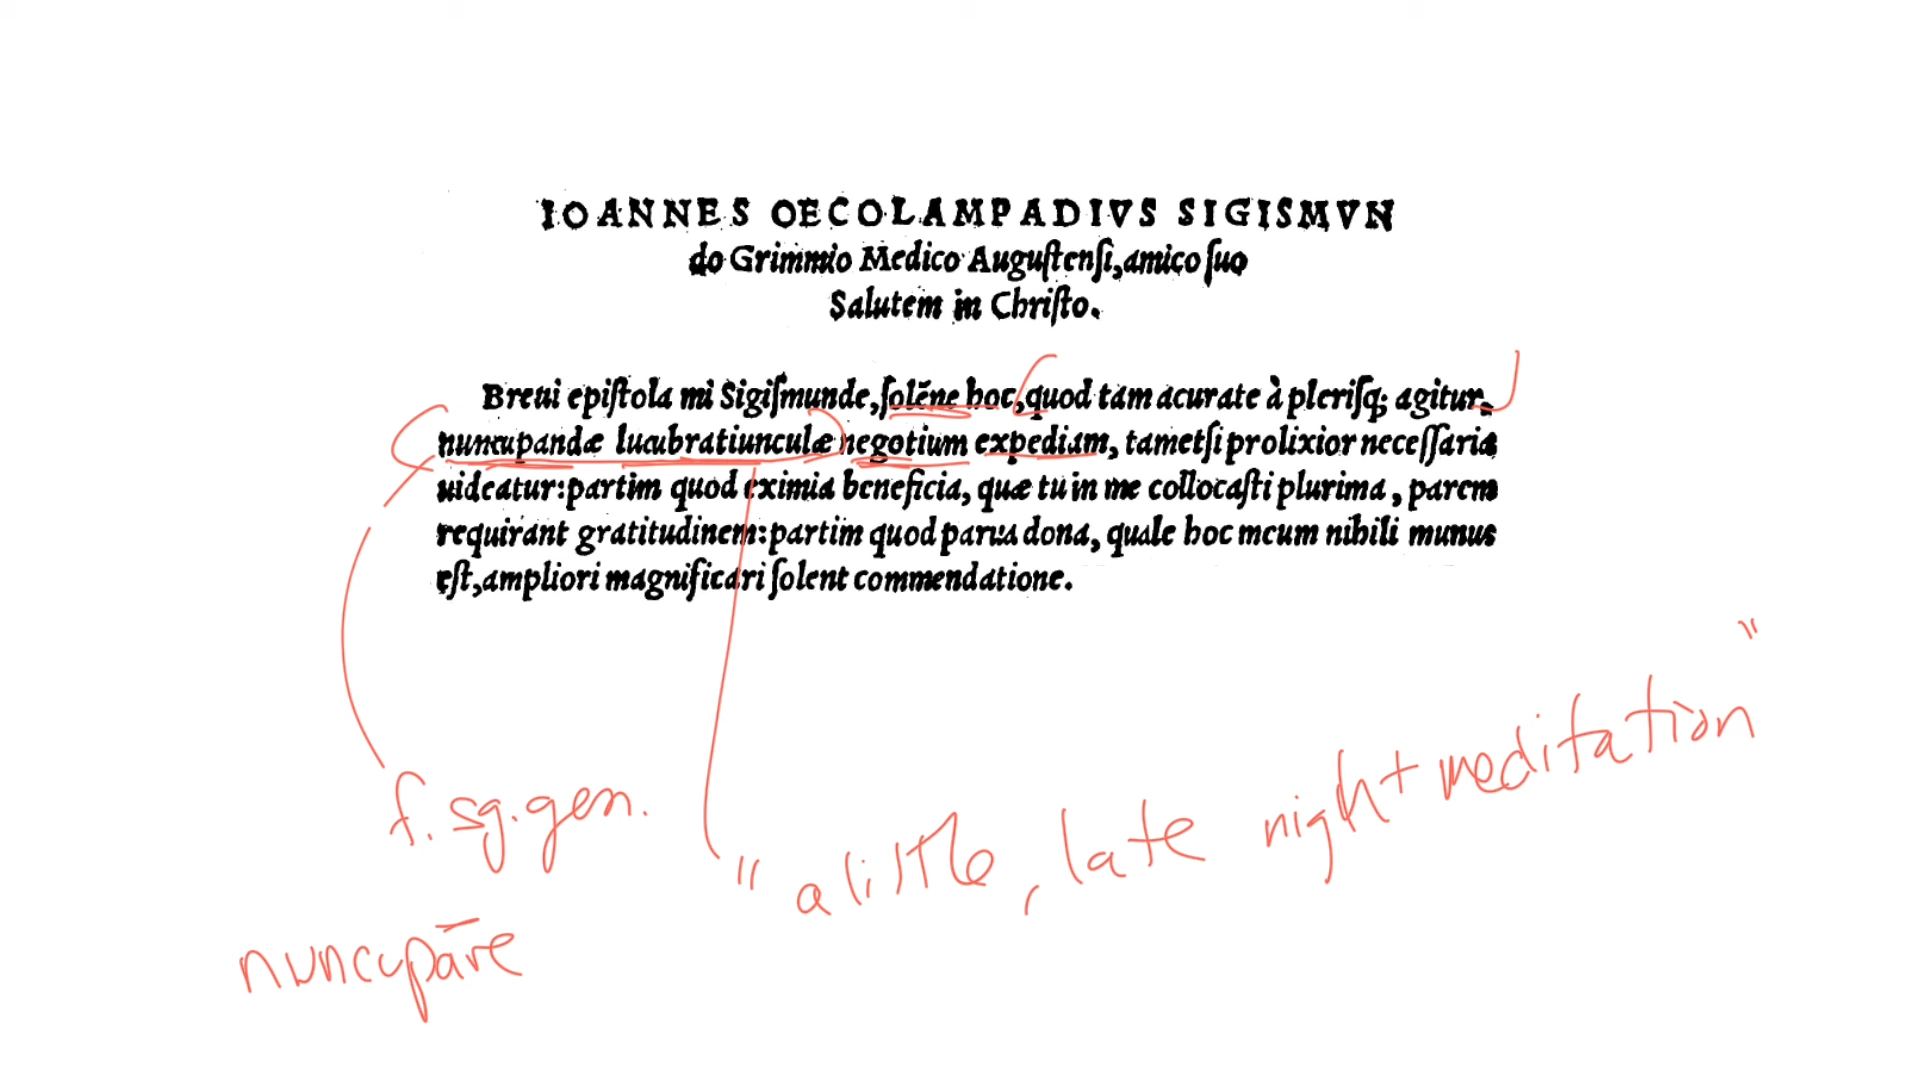 IOANNES OECOLAMPADIVS SIGISMVN
do Grimmio Medico Auguſtenſi, amico ſuo
Salutem in Chriſto.
Breui epiſtola mi Sigiſmunde, ſolẽne hoc, quod tam acurate à pleriſq; agitur,
nuncupandæ lucubratiunculæ negotium expediam, tametſi prolixior neceſſaria
uideatur: partim quod eximia beneficia, quæ tu in me collocaſti plurima, parem
requirant gratitudinem: partim quod parua dona, quale hoc meum nihili munus
eſt, ampliori magnificari ſolent commendatione.
f. sg. gen.
"a little, late night meditation"
nuncupāre